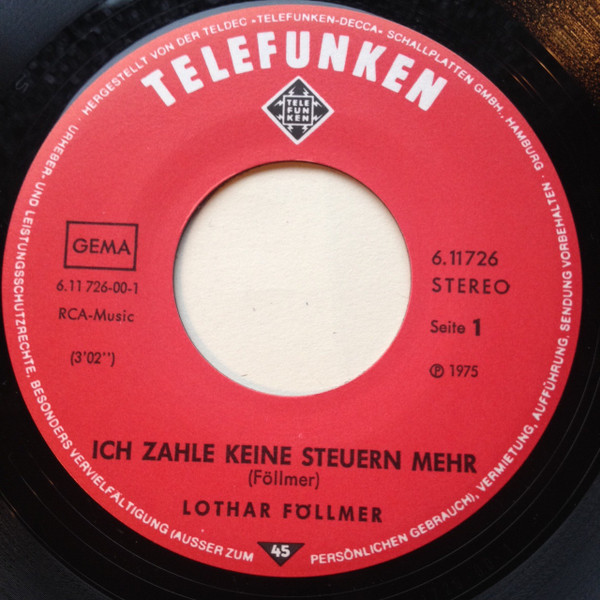 · HERGESTELLT VON DER TELDEC »TELEFUNKEN-DECCA« SCHALLPLATTEN GMBH., HAMBURG ·
URHEBER- UND LEISTUNGSSCHUTZRECHTE, BESONDERS VERVIELFÄLTIGUNG (AUSSER ZUM PERSÖNLICHEN GEBRAUCH), VERMIETUNG, AUFFÜHRUNG, SENDUNG VORBEHALTEN ·
TELEFUNKEN
TELE
FUN
KEN
GEMA
6.11 726-00-1
RCA-Music
(3'02")
6.11726
STEREO
Seite 1
℗ 1975
ICH ZAHLE KEINE STEUERN MEHR
(Föllmer)
LOTHAR FÖLLMER
45